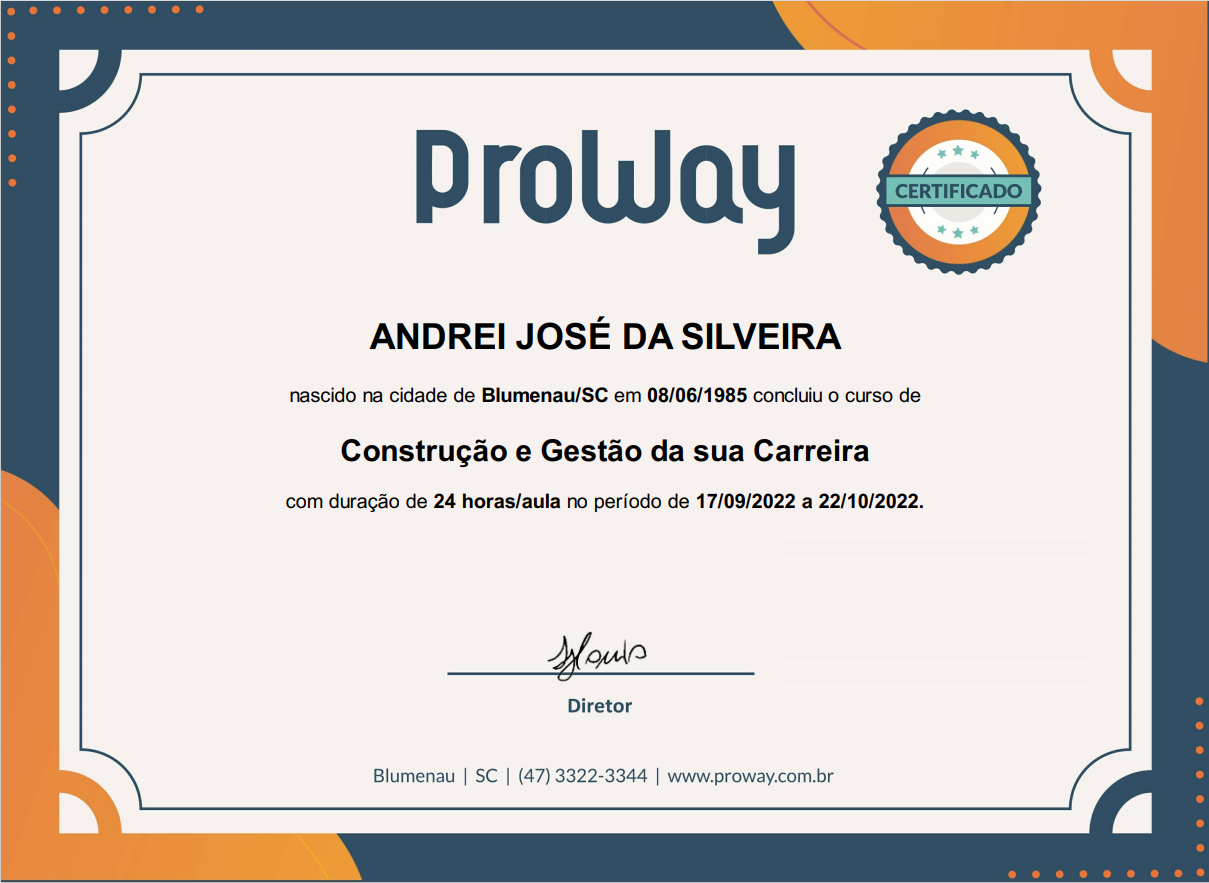 ProWay
CERTIFICADO
ANDREI JOSÉ DA SILVEIRA
nascido na cidade de Blumenau/SC em 08/06/1985 concluiu o curso de
Construção e Gestão da sua Carreira
com duração de 24 horas/aula no período de 17/09/2022 a 22/10/2022.
Diretor
Blumenau | SC | (47) 3322-3344 | www.proway.com.br